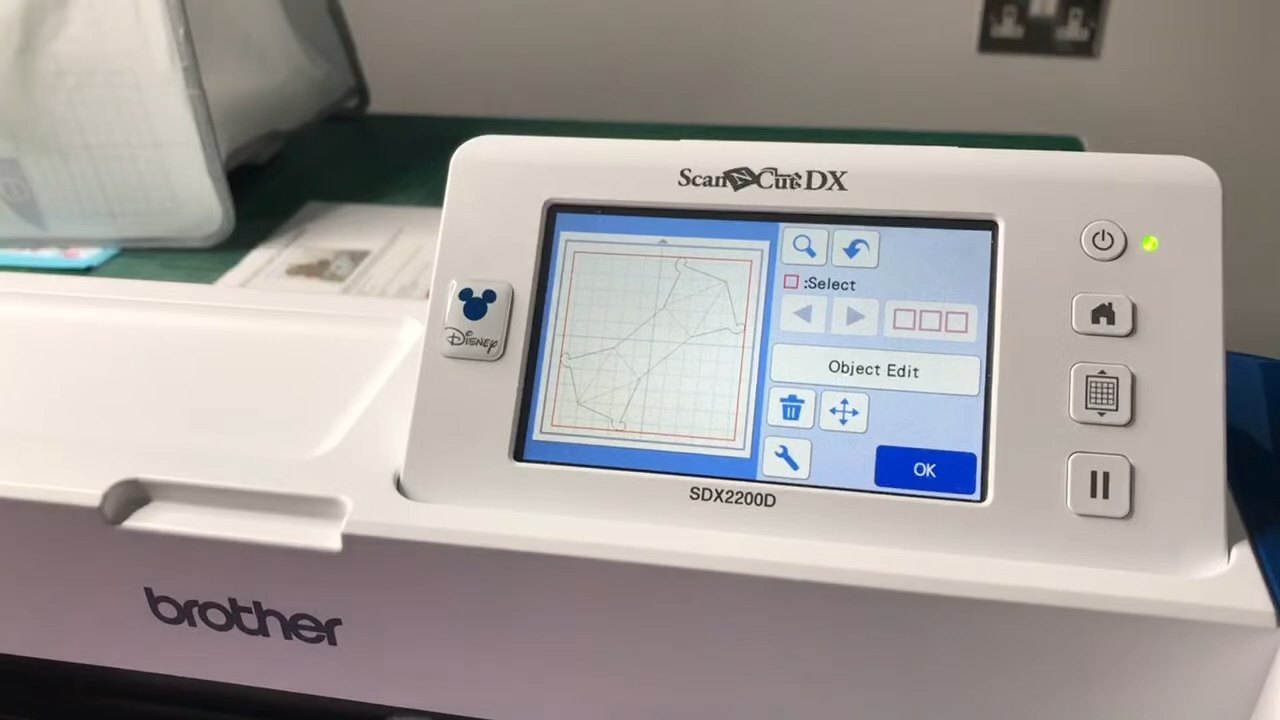 ScanNCut DX
:Select
Disney
Object Edit
OK
SDX2200D
brother